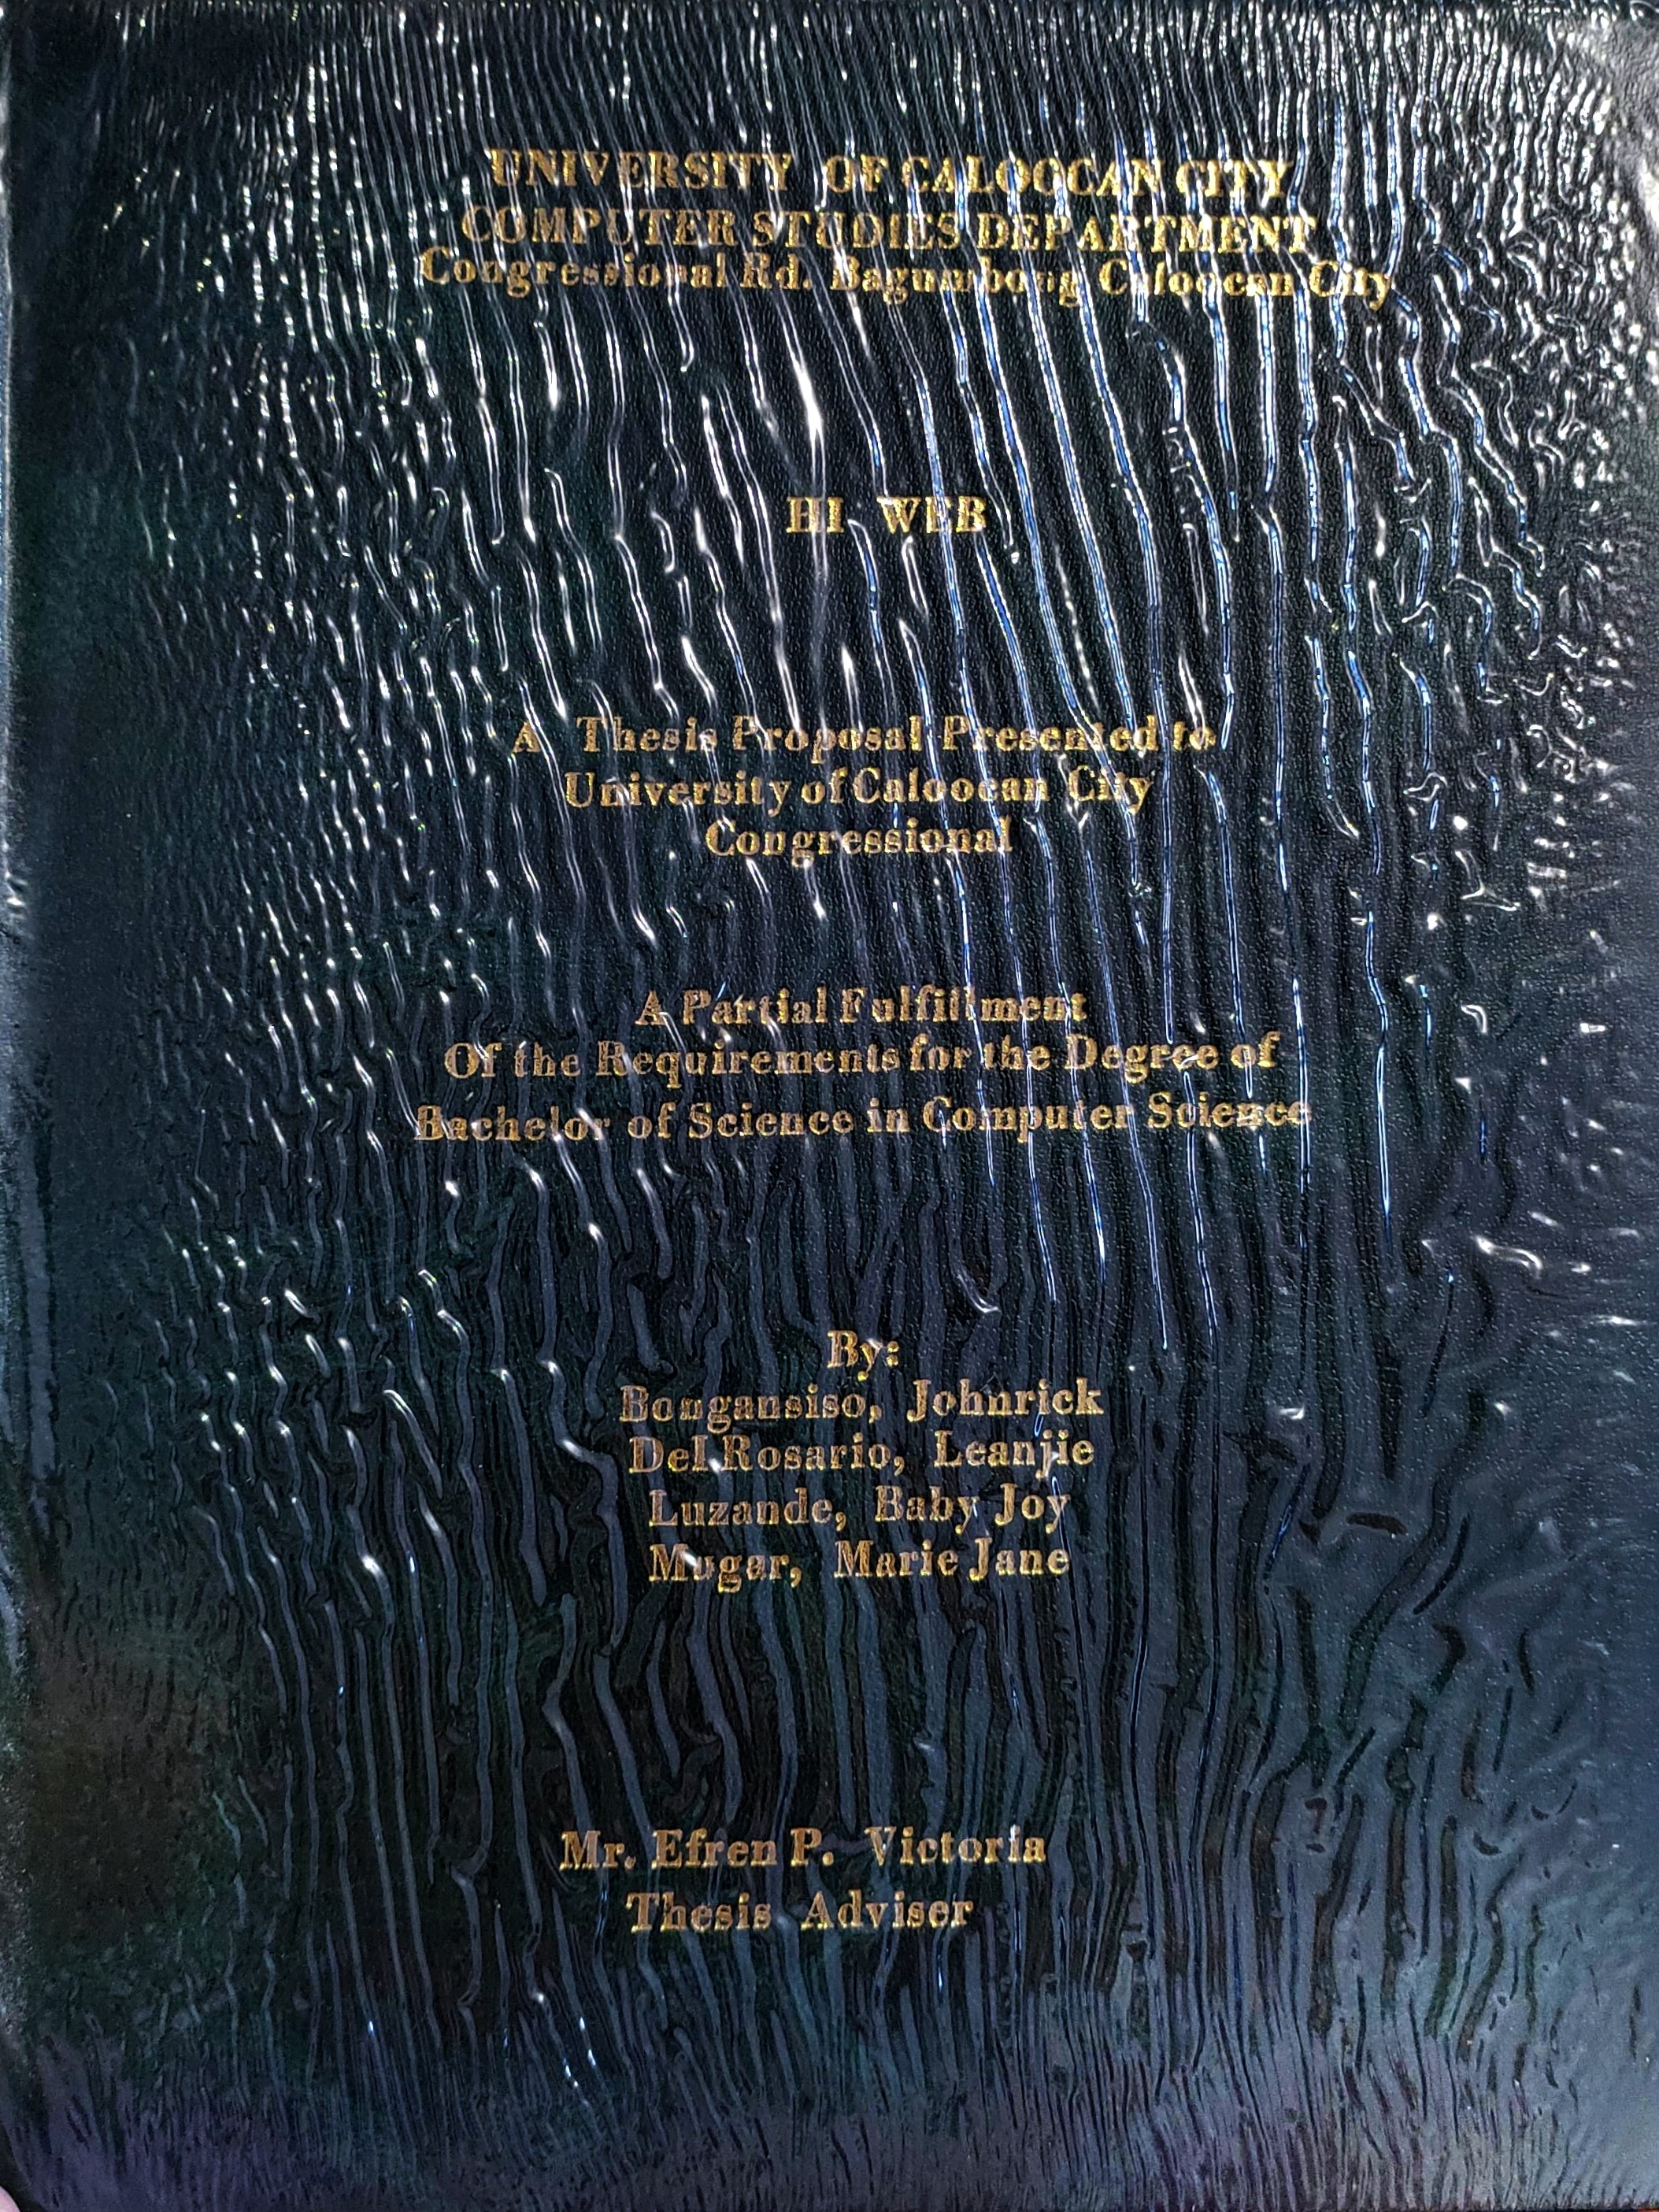 UNIVERSITY OF CALOOCAN CITY
COMPUTER STUDIES DEPARTMENT
Congressional Rd. Bagumbong Caloocan City
HI WEB
A Thesis Proposal Presented to
University of Caloocan City
Congressional
A Partial Fulfillment
Of the Requirements for the Degree of
Bachelor of Science in Computer Science
By:
Bongansiso, Johnrick
Del Rosario, Leanjie
Luzande, Baby Joy
Mugar, Marie Jane
Mr. Efren P. Victoria
Thesis Adviser